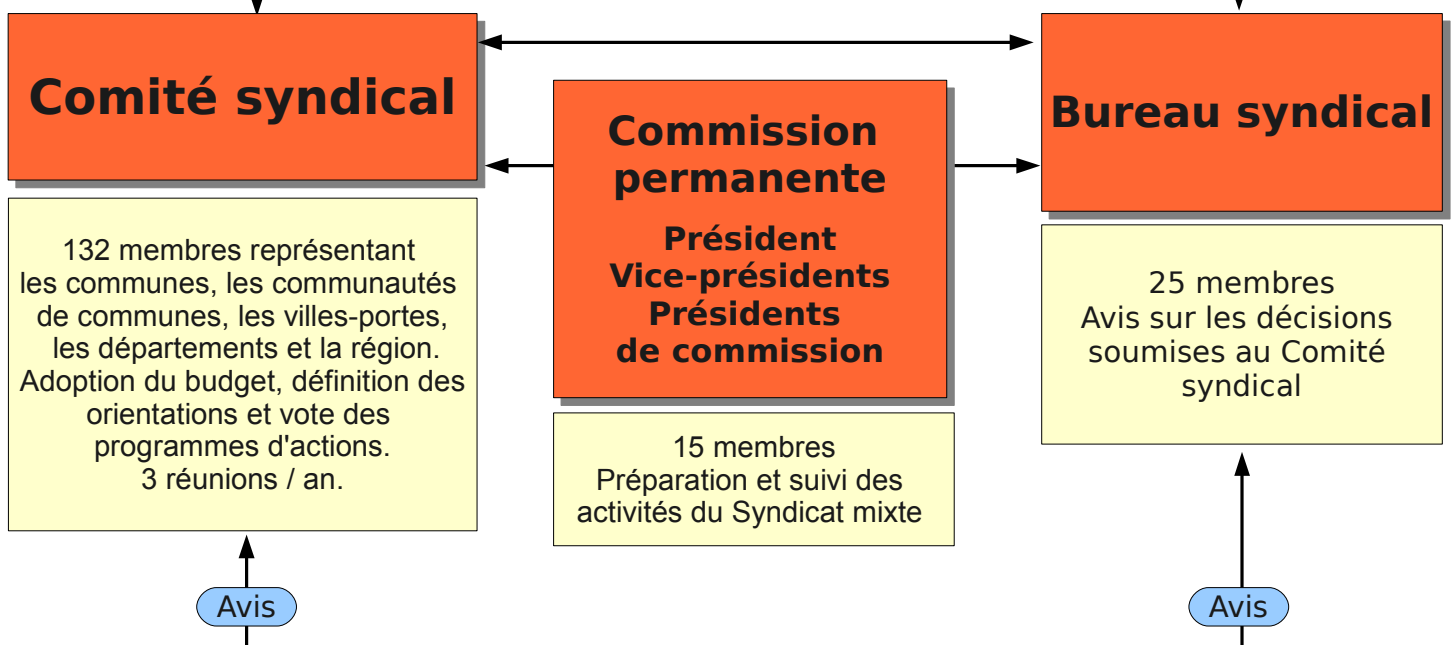 Comité syndical
132 membres représentant
les communes, les communautés
de communes, les villes-portes,
les départements et la région.
Adoption du budget, définition des
orientations et vote des
programmes d'actions.
3 réunions / an.
Avis
Commission
permanente
Président
Vice-présidents
Présidents
de commission
15 membres
Préparation et suivi des
activités du Syndicat mixte
Bureau syndical
25 membres
Avis sur les décisions
soumises au Comité
syndical
Avis